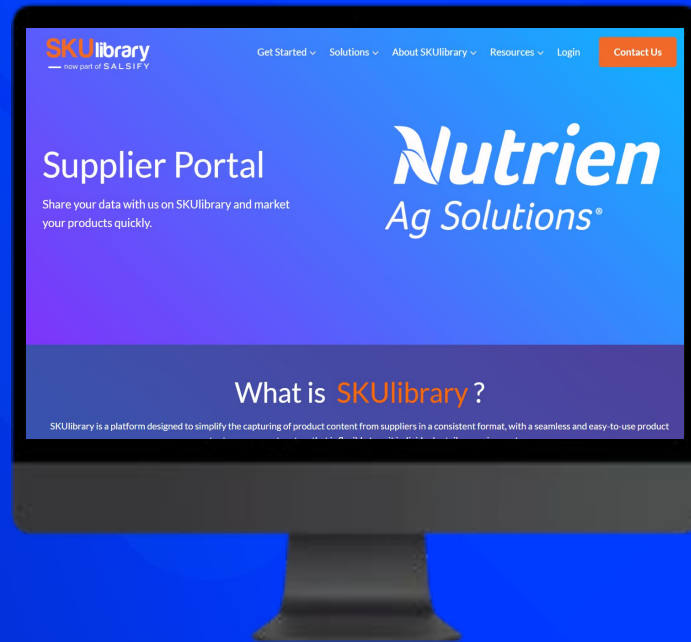 SKUlibrary
now part of SALSIFY
Get Started
Solutions
About SKUlibrary
Resources
Login
Contact Us
Supplier Portal
Share your data with us on SKUlibrary and market
your products quickly.
Nutrien
Ag Solutions®
What is SKUlibrary ?
SKUlibrary is a platform designed to simplify the capturing of product content from suppliers in a consistent format, with a seamless and easy-to-use product